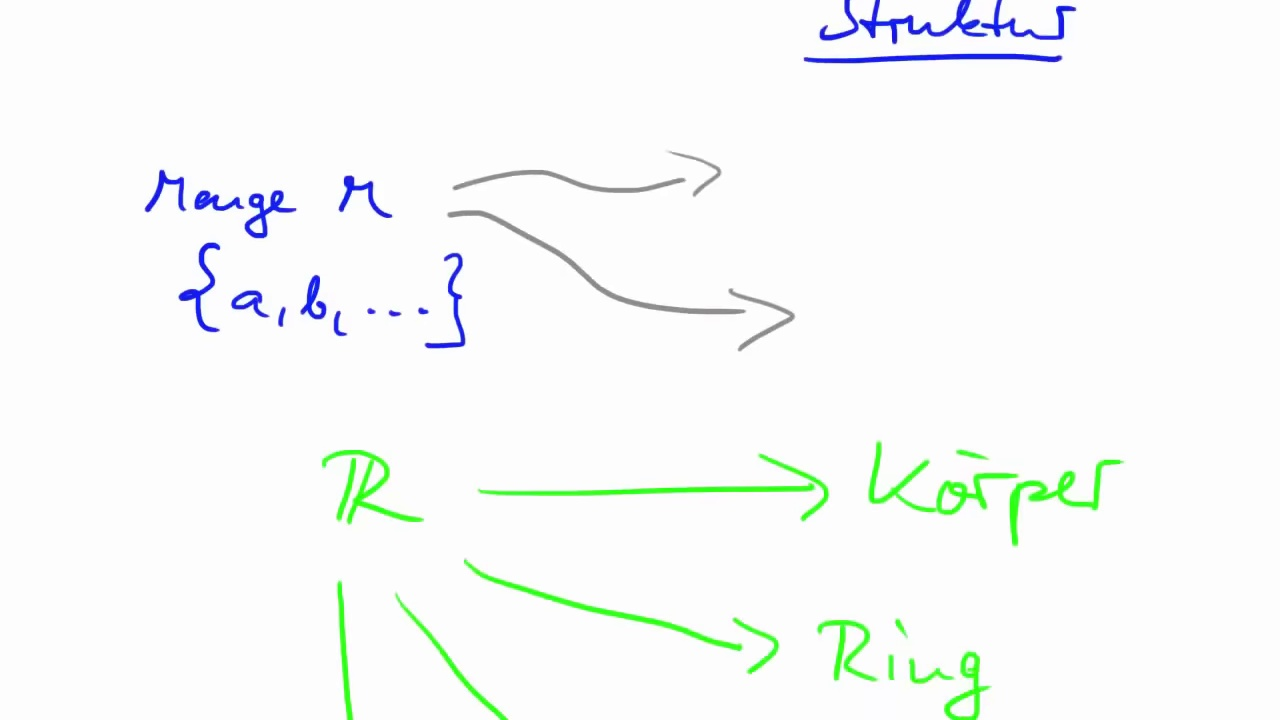 Struktur
Menge M
{a, b, ...}
ℝ → Körper
Ring